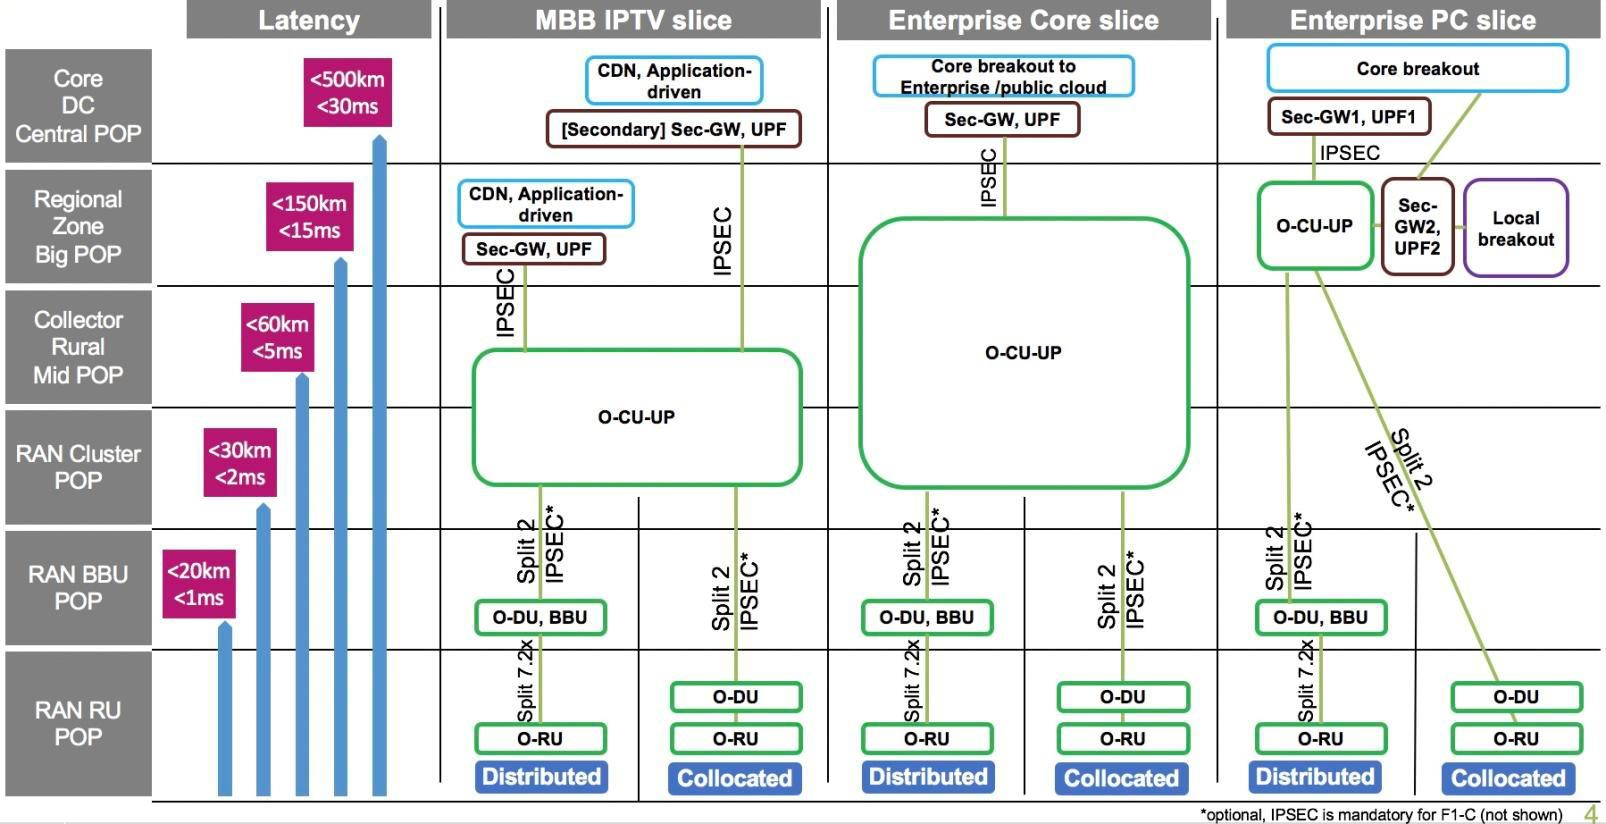 Latency
MBB IPTV slice
Enterprise Core slice
Enterprise PC slice
Core
DC
Central POP
<500km
<30ms
CDN, Application-
driven
[Secondary] Sec-GW, UPF
Core breakout to
Enterprise /public cloud
Sec-GW, UPF
IPSEC
Core breakout
Sec-GW1, UPF1
IPSEC
Regional
Zone
Big POP
<150km
<15ms
CDN, Application-
driven
Sec-GW, UPF
IPSEC
IPSEC
O-CU-UP
Sec-
GW2,
UPF2
Local
breakout
Collector
Rural
Mid POP
<60km
<5ms
O-CU-UP
O-CU-UP
RAN Cluster
POP
<30km
<2ms
Split 2
IPSEC*
RAN BBU
POP
<20km
<1ms
Split 2
IPSEC*
Split 2
IPSEC*
Split 2
IPSEC*
Split 2
IPSEC*
Split 2
IPSEC*
O-DU, BBU
O-DU, BBU
O-DU, BBU
RAN RU
POP
Split 7.2x
Split 7.2x
Split 7.2x
O-DU
O-DU
O-DU
O-RU
O-RU
O-RU
O-RU
O-RU
O-RU
Distributed
Collocated
Distributed
Collocated
Distributed
Collocated
*optional, IPSEC is mandatory for F1-C (not shown)
4